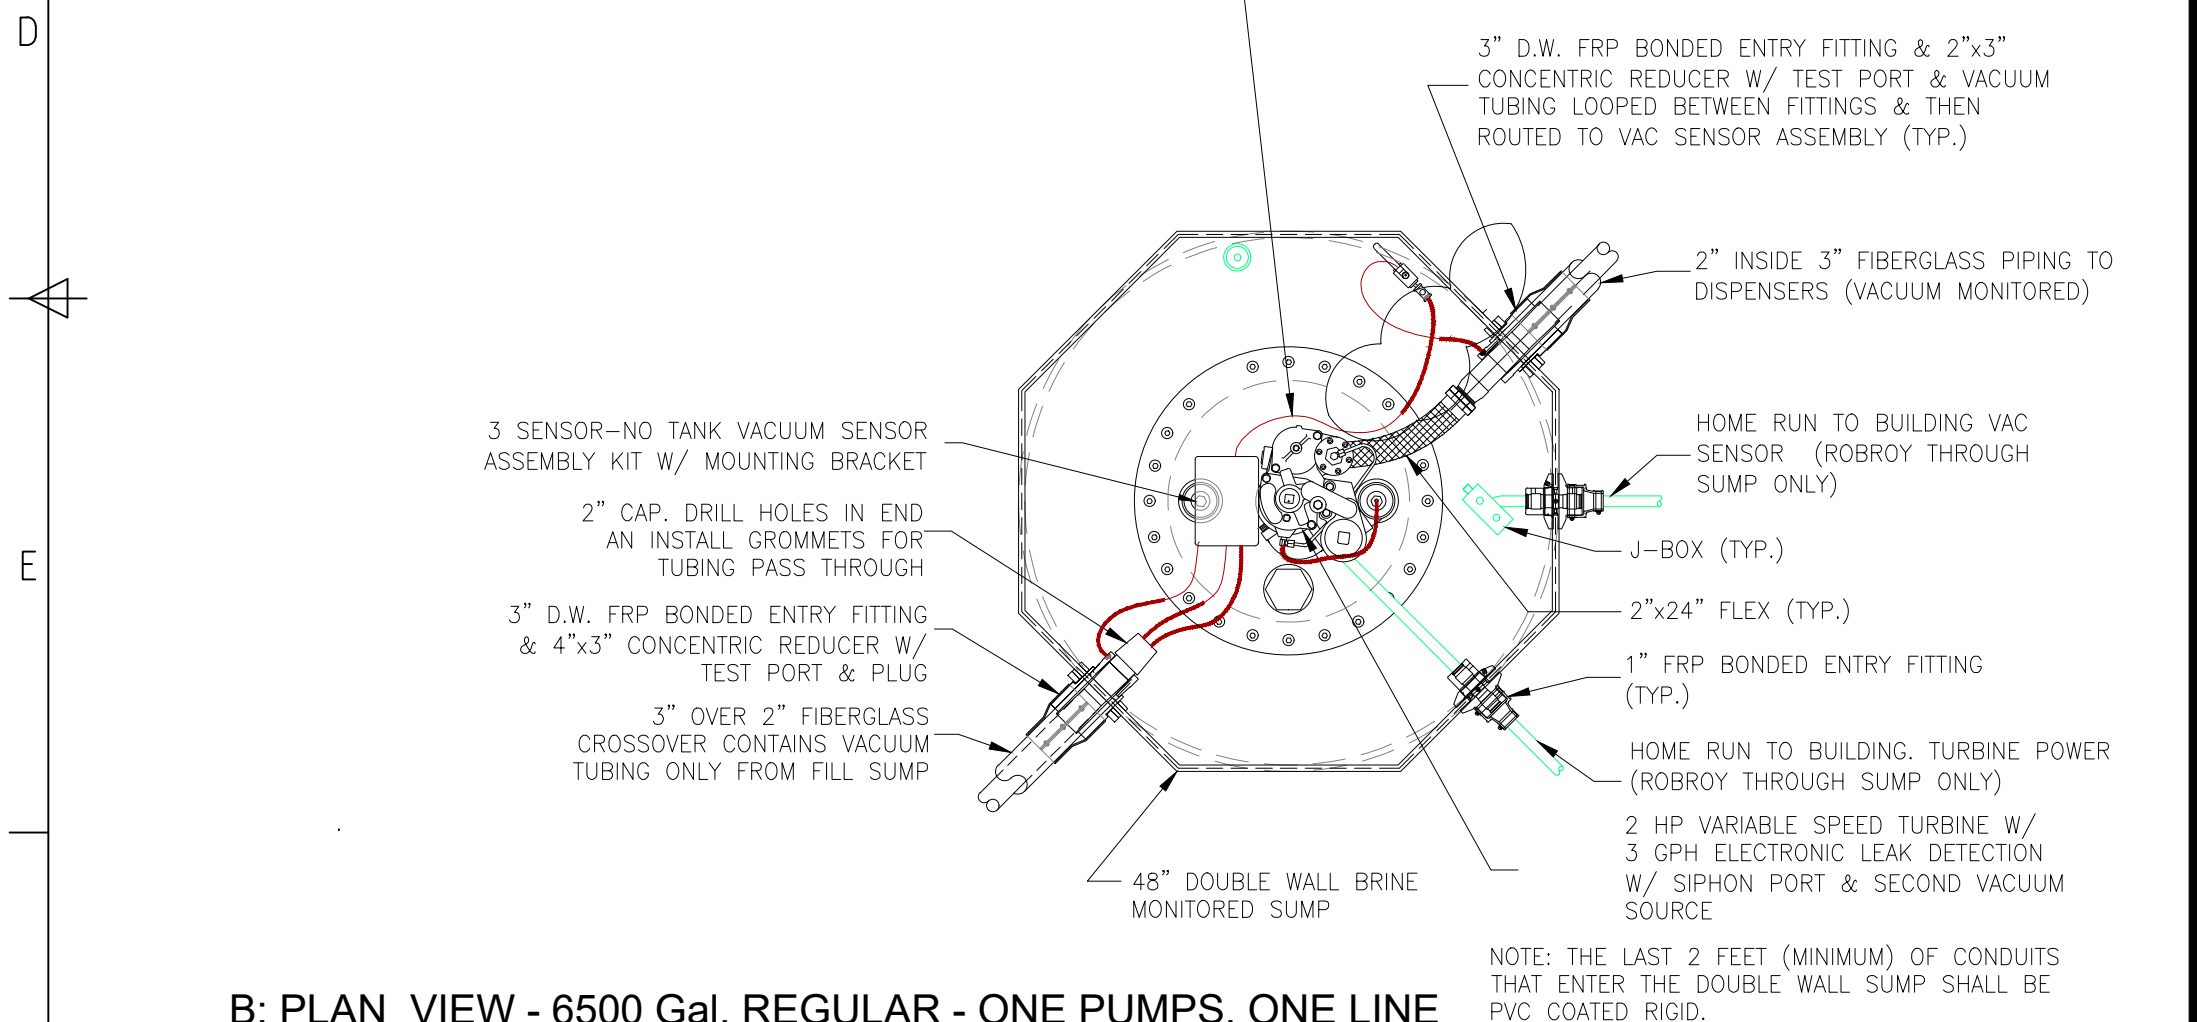 D
3” D.W. FRP BONDED ENTRY FITTING & 2”x3”
CONCENTRIC REDUCER W/ TEST PORT & VACUUM
TUBING LOOPED BETWEEN FITTINGS & THEN
ROUTED TO VAC SENSOR ASSEMBLY (TYP.)
2” INSIDE 3” FIBERGLASS PIPING TO
DISPENSERS (VACUUM MONITORED)
3 SENSOR–NO TANK VACUUM SENSOR
ASSEMBLY KIT W/ MOUNTING BRACKET
HOME RUN TO BUILDING VAC
SENSOR (ROBROY THROUGH
SUMP ONLY)
2” CAP. DRILL HOLES IN END
AN INSTALL GROMMETS FOR
TUBING PASS THROUGH
J–BOX (TYP.)
E
3” D.W. FRP BONDED ENTRY FITTING
& 4”x3” CONCENTRIC REDUCER W/
TEST PORT & PLUG
2”x24” FLEX (TYP.)
1” FRP BONDED ENTRY FITTING
(TYP.)
3” OVER 2” FIBERGLASS
CROSSOVER CONTAINS VACUUM
TUBING ONLY FROM FILL SUMP
HOME RUN TO BUILDING. TURBINE POWER
(ROBROY THROUGH SUMP ONLY)
2 HP VARIABLE SPEED TURBINE W/
3 GPH ELECTRONIC LEAK DETECTION
W/ SIPHON PORT & SECOND VACUUM
SOURCE
48” DOUBLE WALL BRINE
MONITORED SUMP
NOTE: THE LAST 2 FEET (MINIMUM) OF CONDUITS
THAT ENTER THE DOUBLE WALL SUMP SHALL BE
PVC COATED RIGID.
B: PLAN VIEW - 6500 Gal. REGULAR - ONE PUMPS, ONE LINE